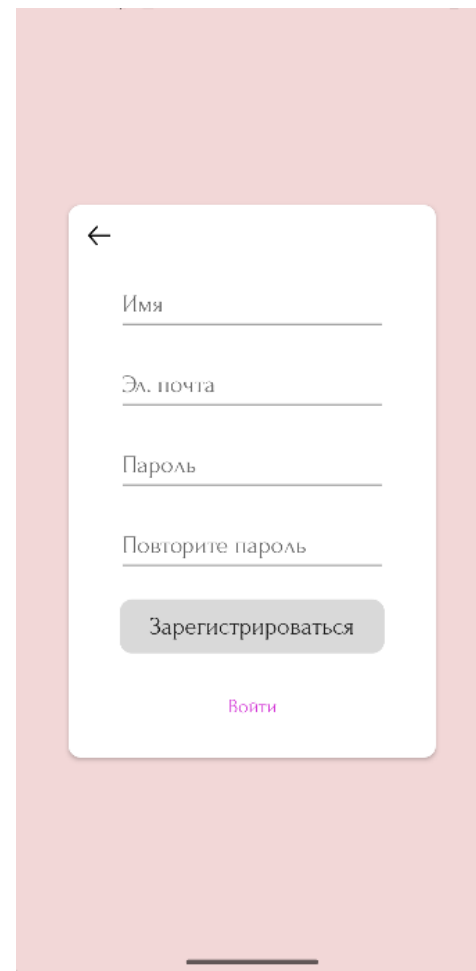 Имя
Эл. почта
Пароль
Повторите пароль
Зарегистрироваться
Войти